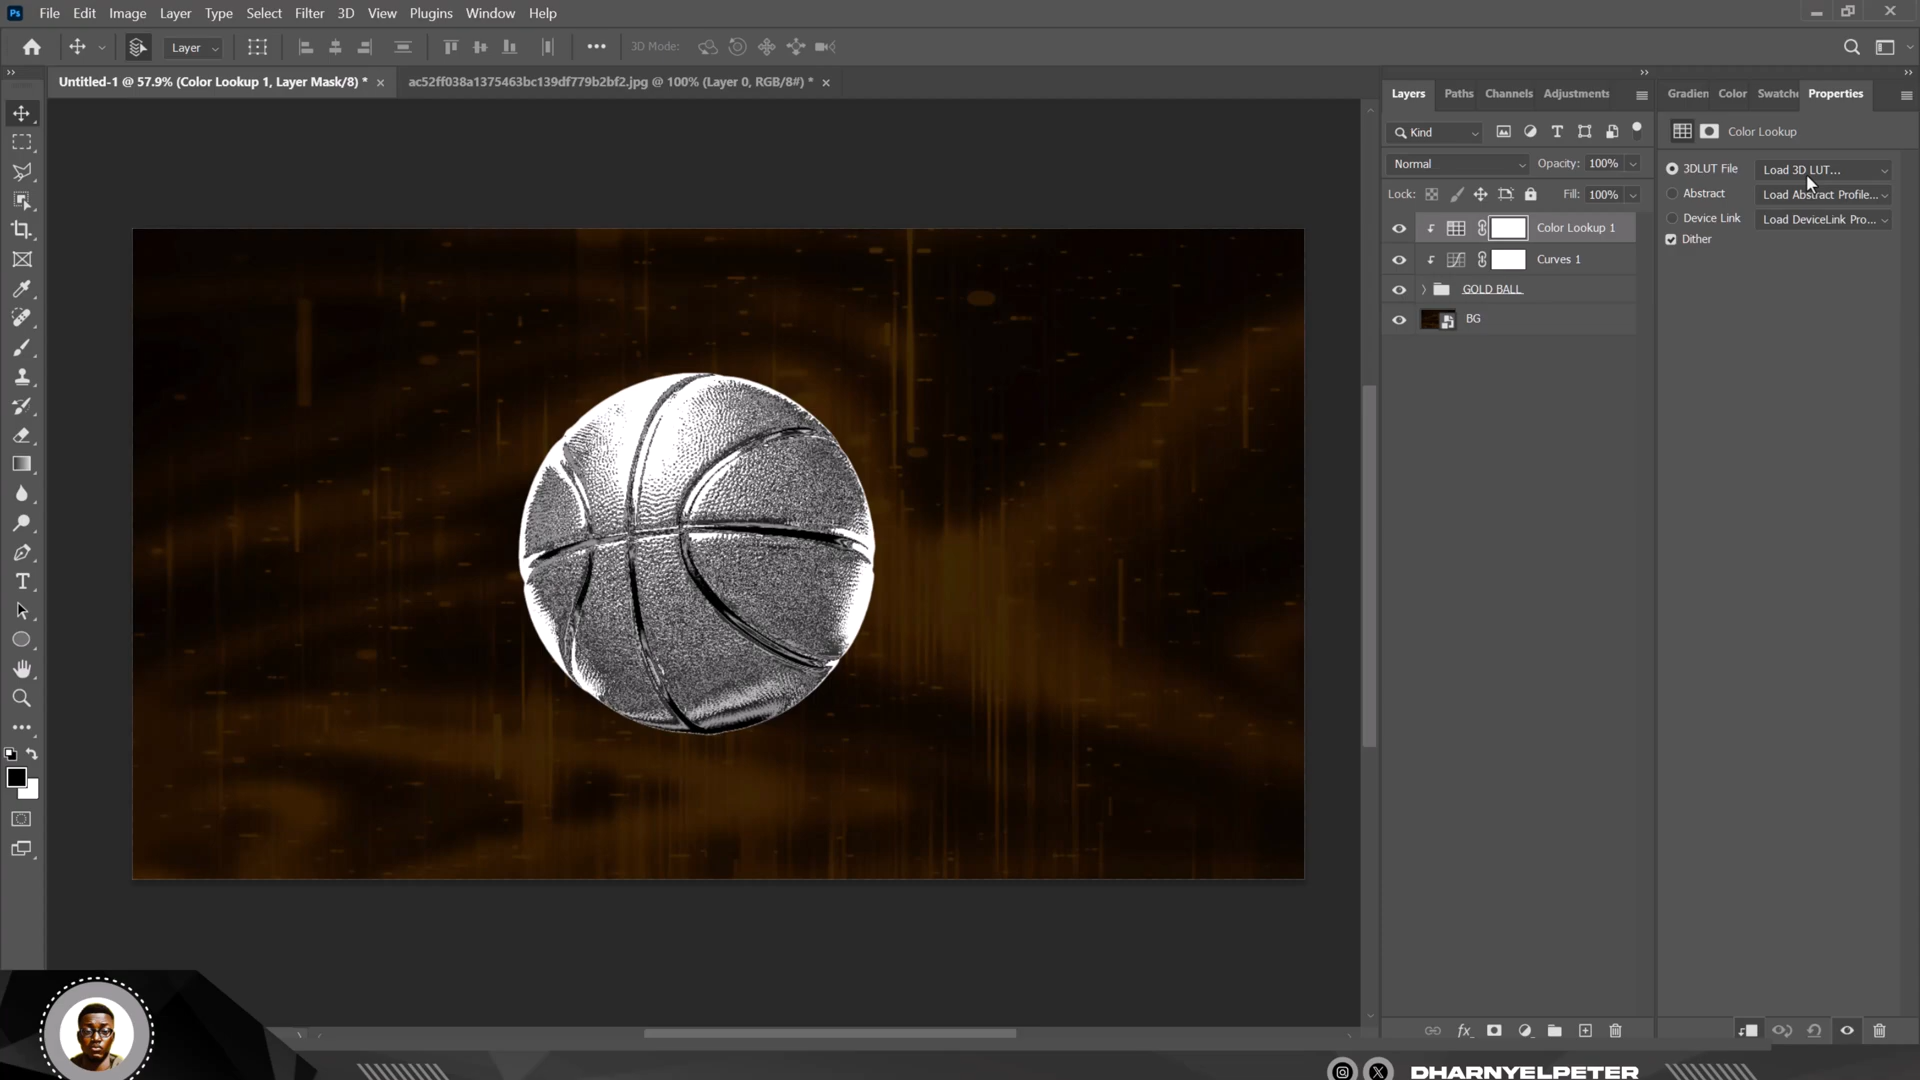 Ps File Edit Image Layer Type Select Filter 3D View Plugins Window Help
Layer 3D Mode:
Untitled-1 @ 57.9% (Color Lookup 1, Layer Mask/8) * ac52ff038a1375463bc139df779b2bf2.jpg @ 100% (Layer 0, RGB/8#) *
Layers Paths Channels Adjustments
Kind
Normal Opacity: 100%
Lock: Fill: 100%
Color Lookup 1
Curves 1
GOLD BALL
BG
Gradien Color Swatche Properties
Color Lookup
3DLUT File Load 3D LUT...
Abstract Load Abstract Profile...
Device Link Load DeviceLink Pro...
Dither
fx
DHARNYELPETER